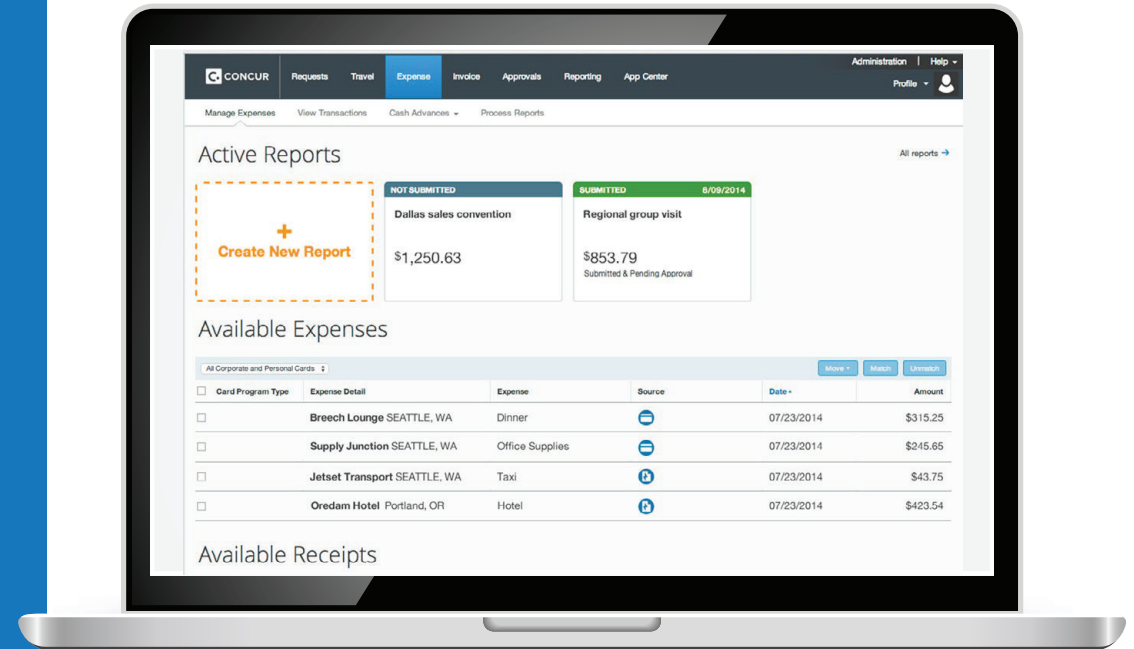 Administration | Help
C. CONCUR Requests Travel Expense Invoice Approvals Reporting App Center
Profile
Manage Expenses View Transactions Cash Advances Process Reports
Active Reports
All reports →
NOT SUBMITTED
SUBMITTED 8/09/2014
Dallas sales convention
Regional group visit
+
Create New Report
$1,250.63
$853.79
Submitted & Pending Approval
Available Expenses
All Corporate and Personal Cards
Move Match Unmatch
Card Program Type Expense Detail Expense Source Date Amount
Breech Lounge SEATTLE, WA Dinner 07/23/2014 $315.25
Supply Junction SEATTLE, WA Office Supplies 07/23/2014 $245.65
Jetset Transport SEATTLE, WA Taxi 07/23/2014 $43.75
Oredam Hotel Portland, OR Hotel 07/23/2014 $423.54
Available Receipts